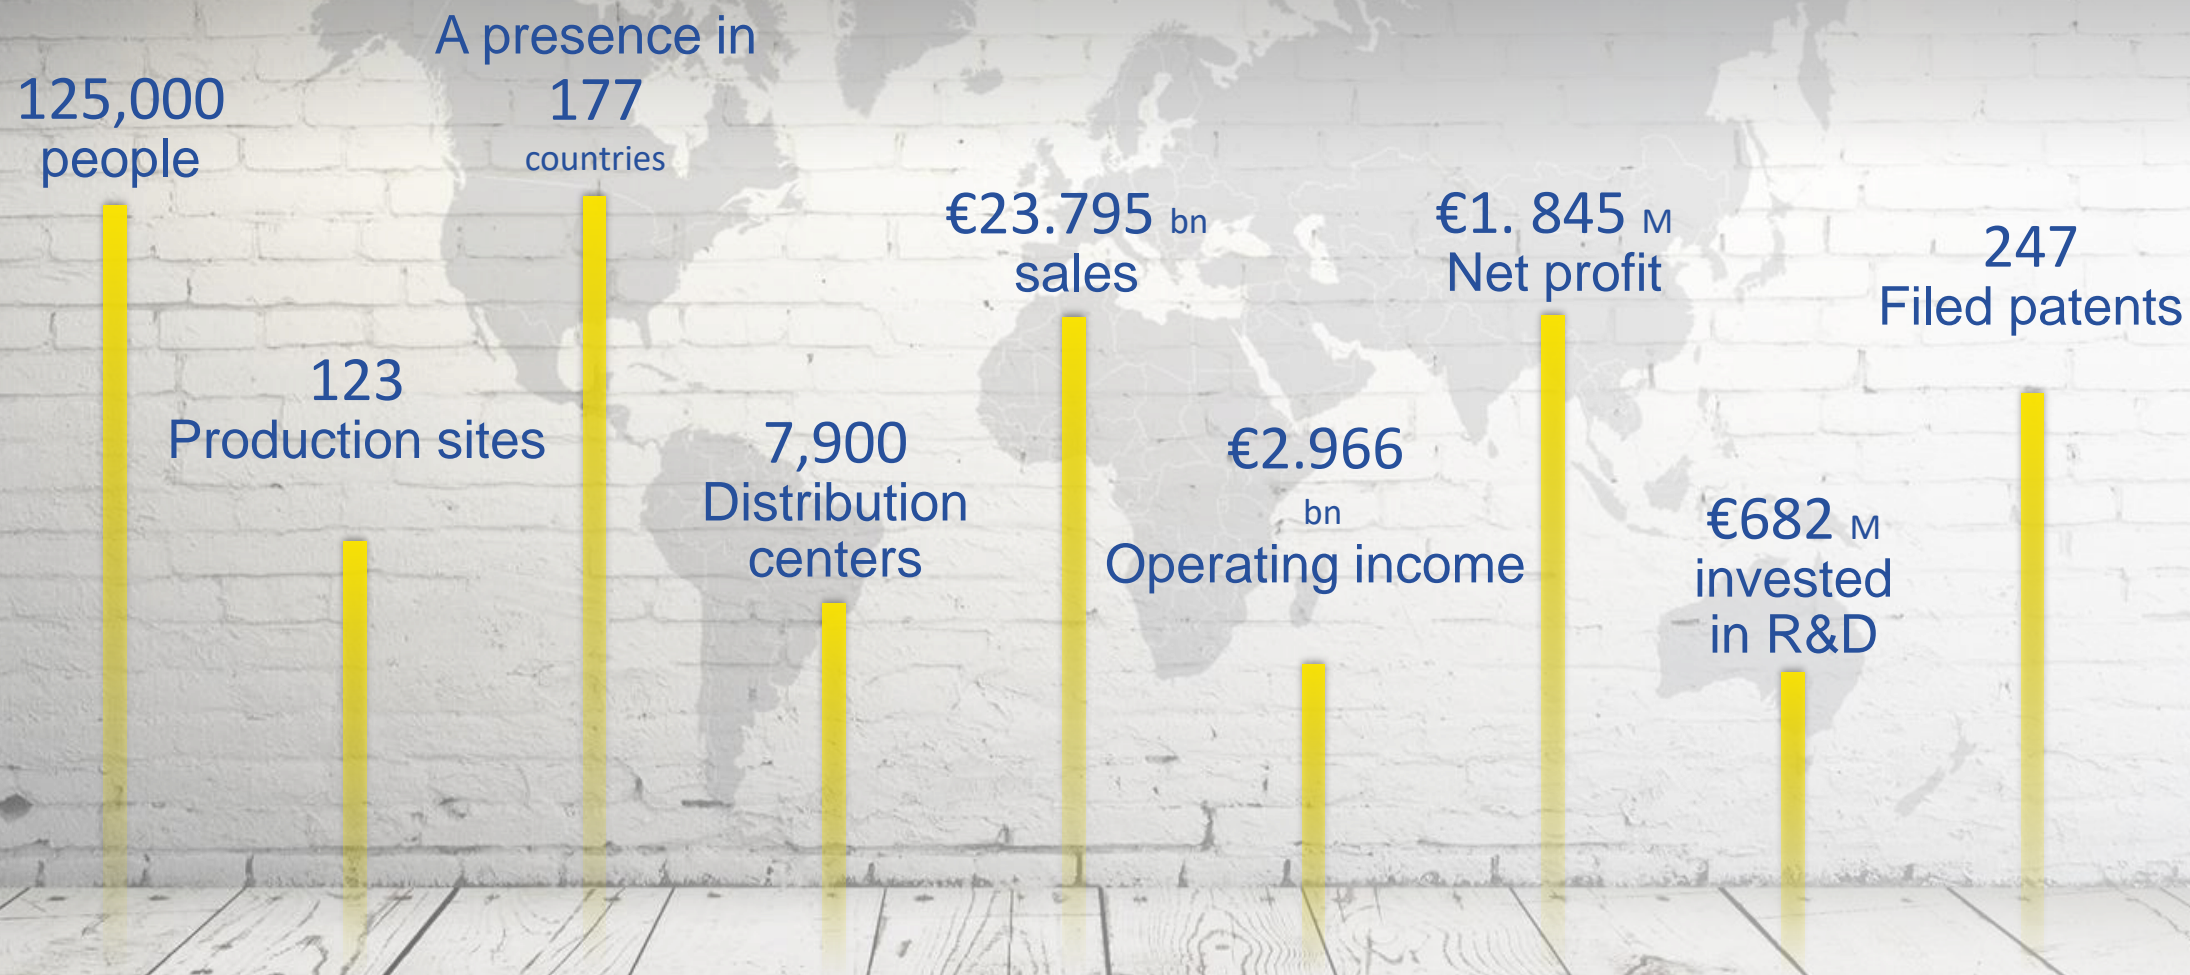 125,000
people
123
Production sites
A presence in
177
countries
7,900
Distribution
centers
€23.795 bn
sales
€2.966
bn
Operating income
€1. 845 M
Net profit
€682 M
invested
in R&D
247
Filed patents